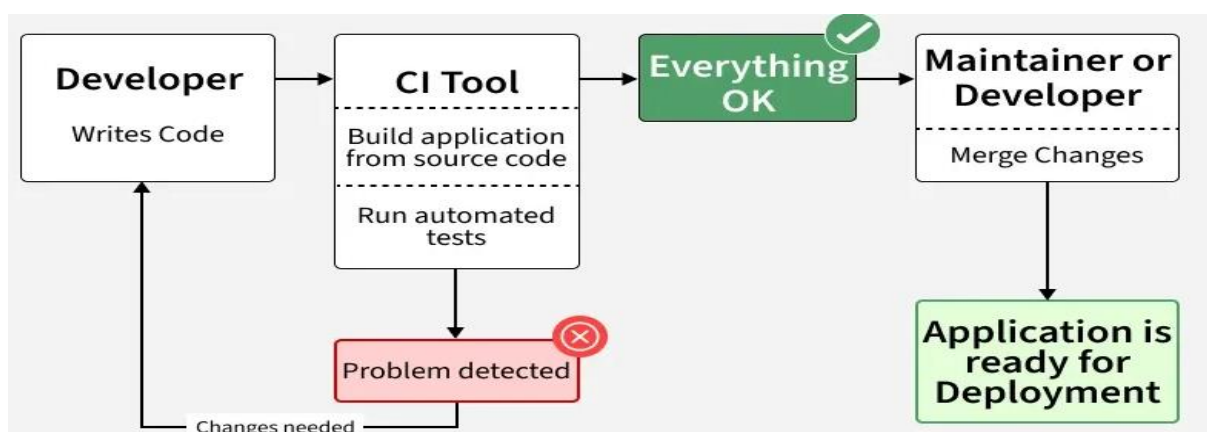 Developer
Writes Code
CI Tool
Build application
from source code
Run automated
tests
Everything
OK
Maintainer or
Developer
Merge Changes
Problem detected
Changes needed
Application is
ready for
Deployment